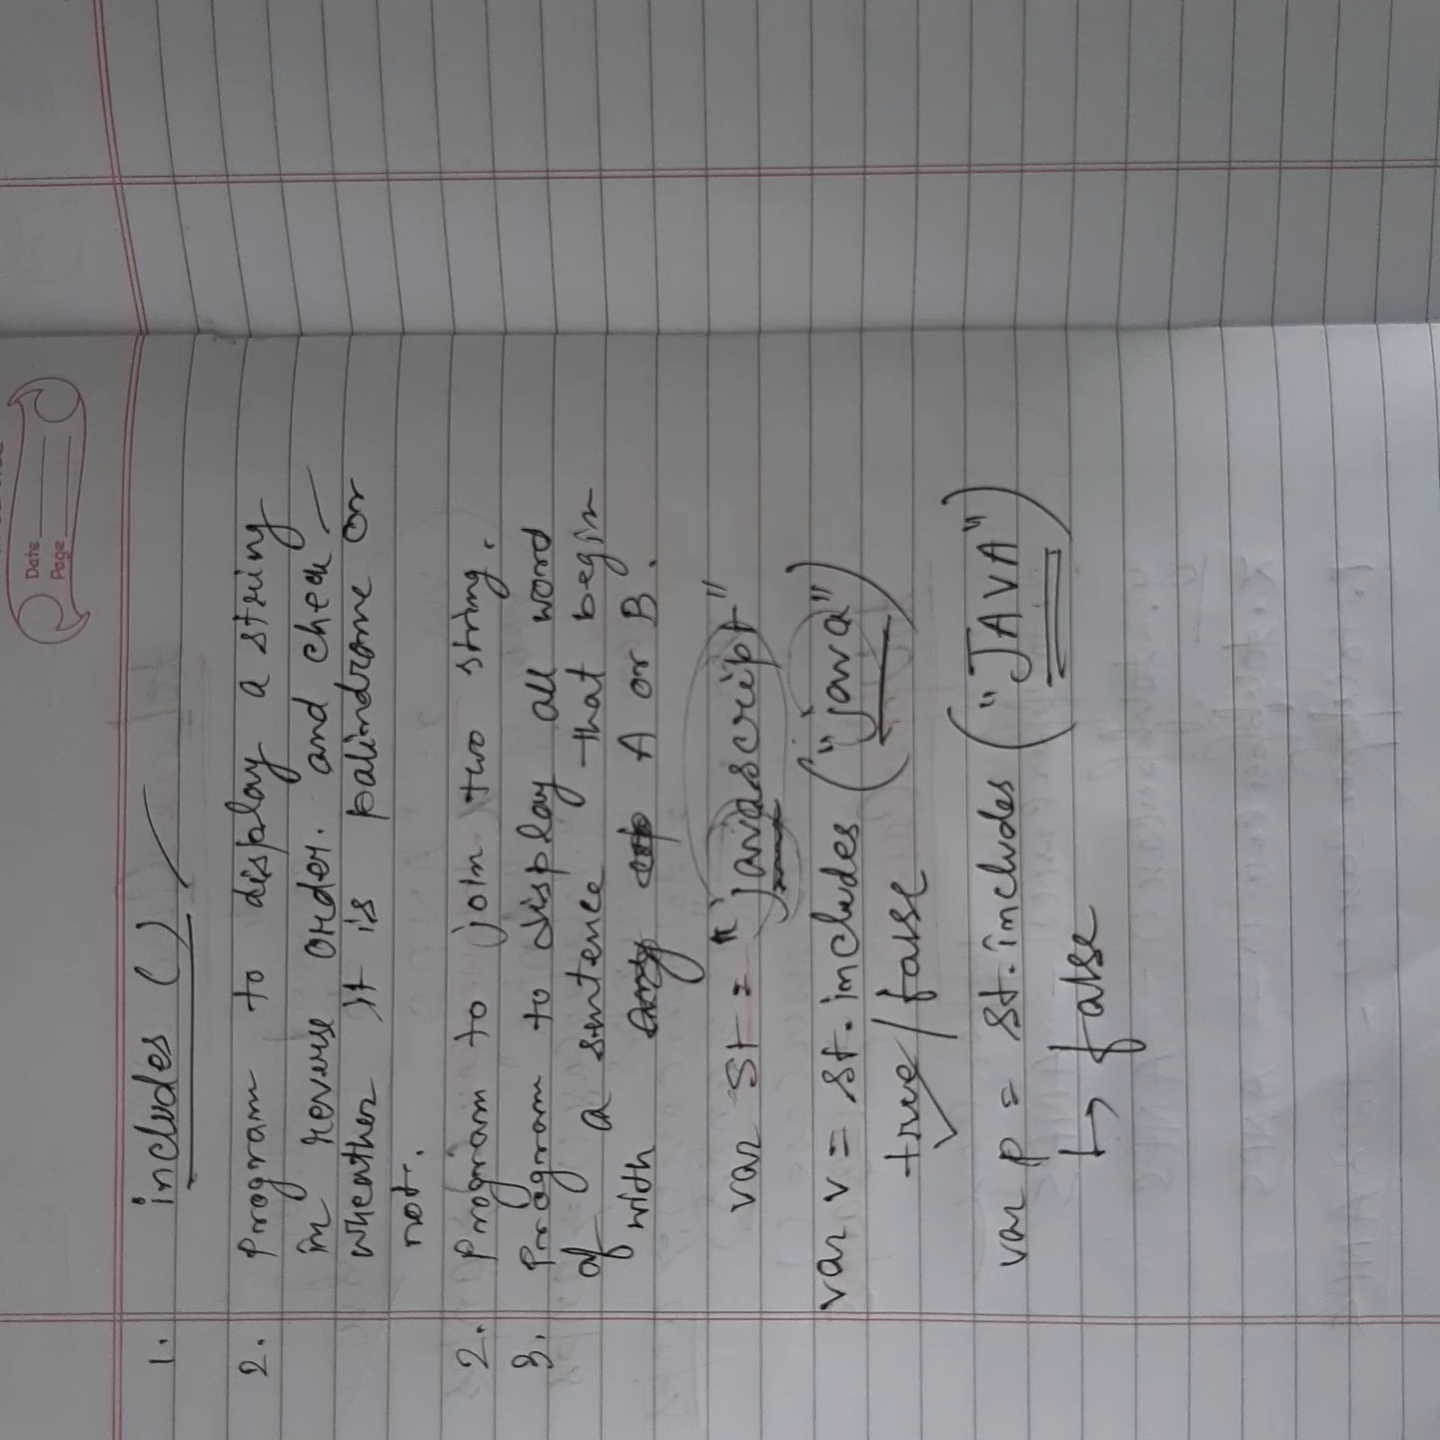 Date
Page
1. includes ()
2. Program to display a string
in reverse order. and check
wheather it is palindrome or
not.
2. Program to join two string.
3. Program to display all word
of a sentence that begin
with A or B.
var st = "javascript"
var v = st.includes ("java")
true/false
var p = st.includes ("JAVA")
↳ false